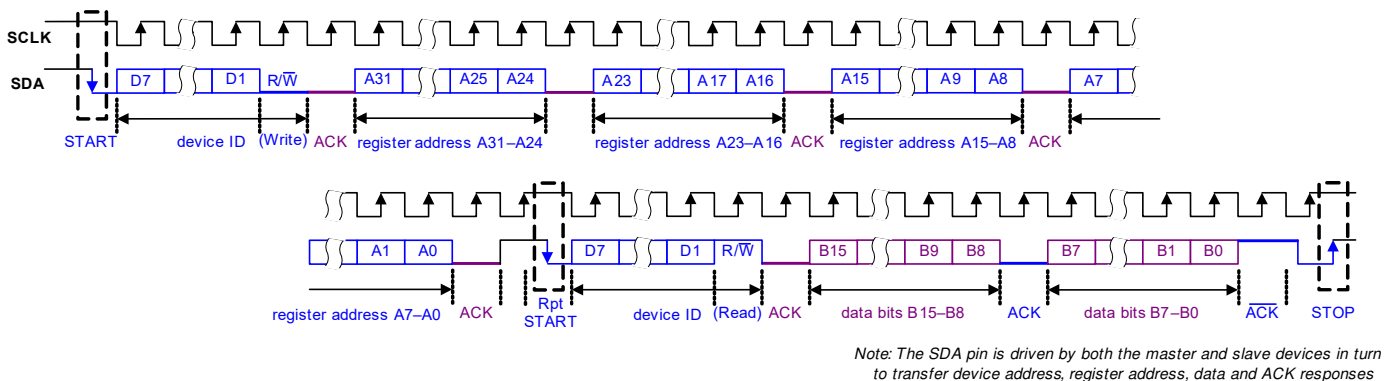 SCLK
SDA
D7 D1 R/W̅ A31 A25 A24 A23 A17 A16 A15 A9 A8 A7
START device ID (Write) ACK register address A31–A24 register address A23–A16 ACK register address A15–A8 ACK
A1 A0 D7 D1 R/W̅ B15 B9 B8 B7 B1 B0
register address A7–A0 ACK Rpt START device ID (Read) ACK data bits B15–B8 ACK data bits B7–B0 A̅C̅K̅ STOP
Note: The SDA pin is driven by both the master and slave devices in turn
to transfer device address, register address, data and ACK responses